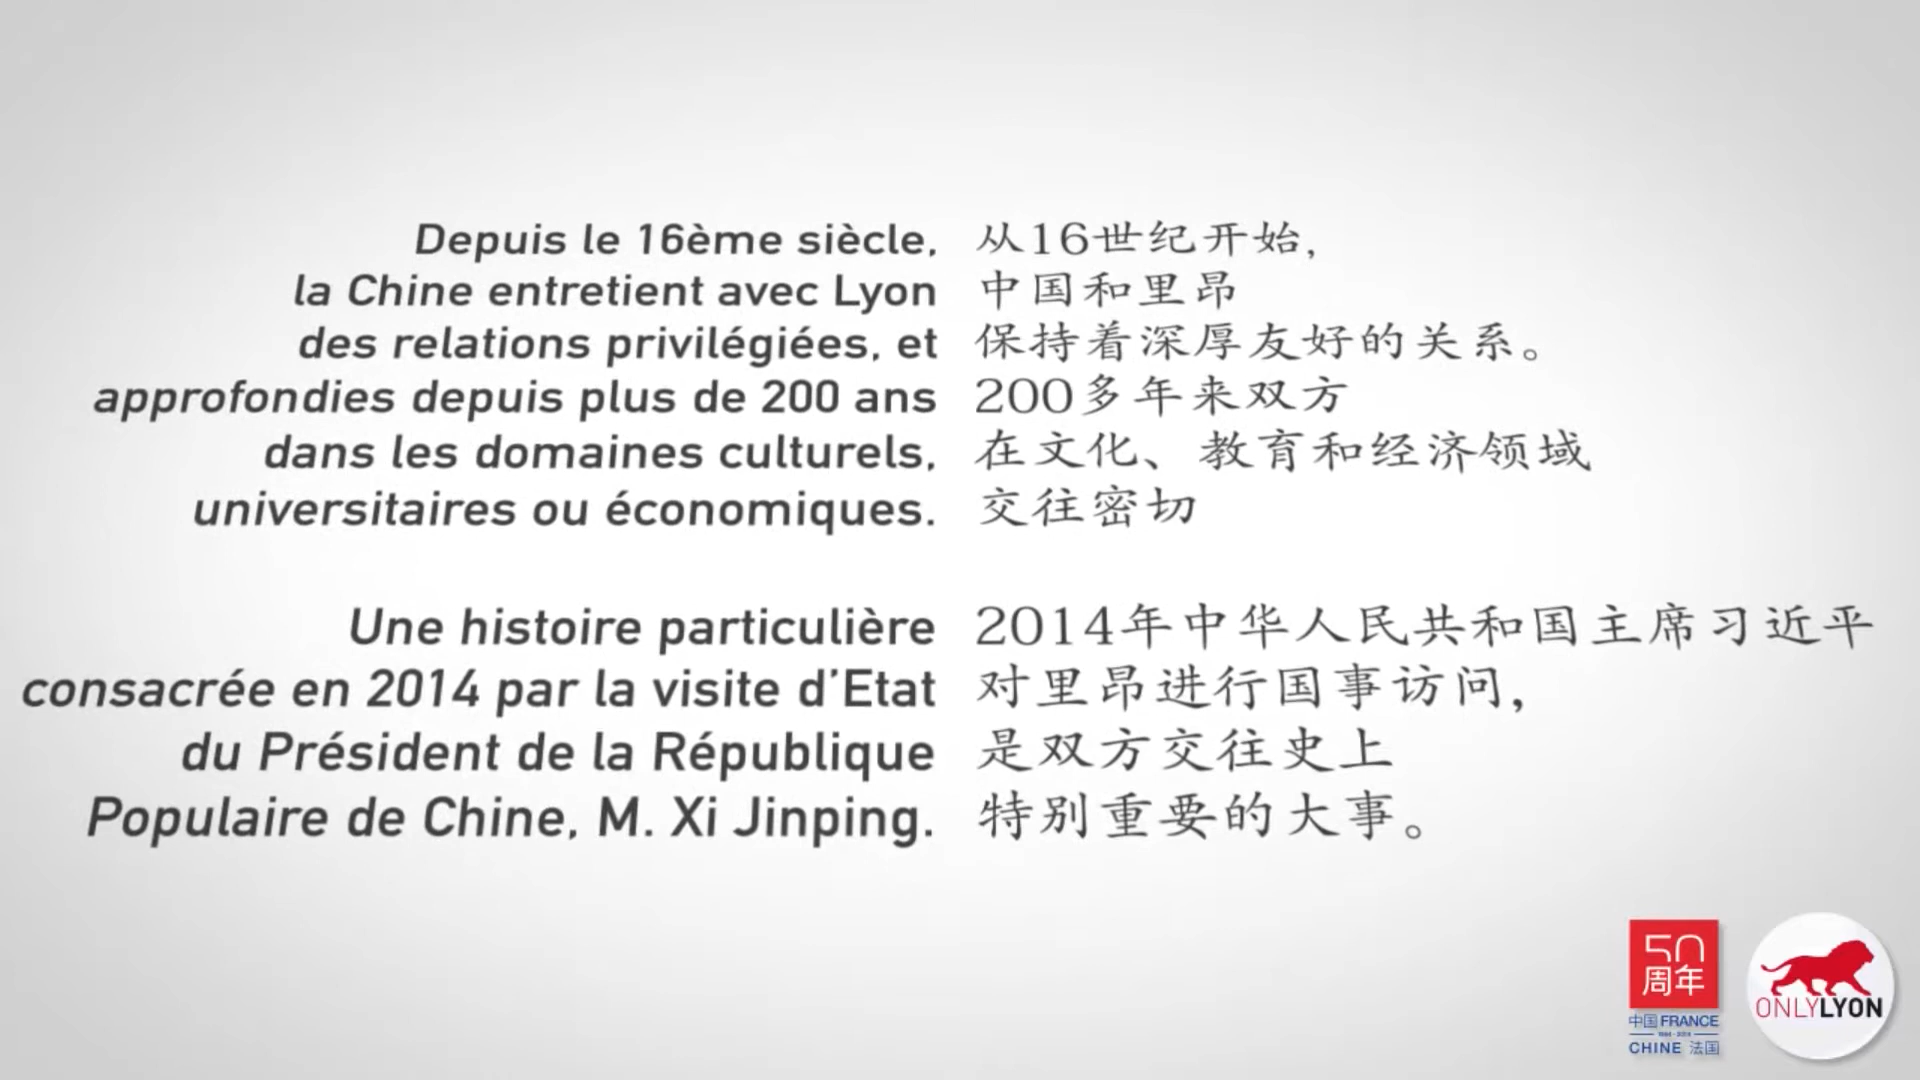 Depuis le 16ème siècle,
la Chine entretient avec Lyon
des relations privilégiées, et
approfondies depuis plus de 200 ans
dans les domaines culturels,
universitaires ou économiques.
Une histoire particulière
consacrée en 2014 par la visite d'Etat
du Président de la République
Populaire de Chine, M. Xi Jinping.
从16世纪开始,
中国和里昂
保持着深厚友好的关系。
200多年来双方
在文化、教育和经济领域
交往密切
2014年中华人民共和国主席习近平
对里昂进行国事访问,
是双方交往史上
特别重要的大事。
50
周年
中国 FRANCE
1964 - 2014
CHINE 法国
ONLYLYON